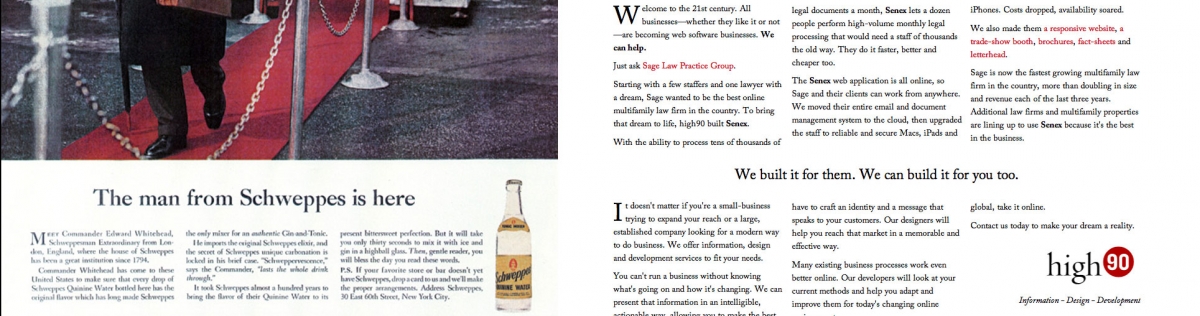 The man from Schweppes is here
MEET Commander Edward Whitehead,
Schweppesman Extraordinary from Lon-
don, England, where the house of Schweppes
has been a great institution since 1794.
Commander Whitehead has come to these
United States to make sure that every drop of
Schweppes Quinine Water bottled here has the
original flavor which has long made Schweppes
the only mixer for an authentic Gin-and-Tonic.
He imports the original Schweppes elixir, and
the secret of Schweppes unique carbonation is
locked in his brief case. "Schweppervescence,"
says the Commander, "lasts the whole drink
through."
It took Schweppes almost a hundred years to
bring the flavor of their Quinine Water to its
present bittersweet perfection. But it will take
you only thirty seconds to mix it with ice and
gin in a highball glass. Then, gentle reader, you
will bless the day you read these words.
P.S. If your favorite store or bar doesn't yet
have Schweppes, drop a card to us and we'll make
the proper arrangements. Address Schweppes,
30 East 60th Street, New York City.
Schweppes
QUININE WATER
Welcome to the 21st century. All
businesses—whether they like it or not
—are becoming web software businesses. We
can help.
Just ask Sage Law Practice Group.
Starting with a few staffers and one lawyer with
a dream, Sage wanted to be the best online
multifamily law firm in the country. To bring
that dream to life, high90 built Senex.
With the ability to process tens of thousands of
legal documents a month, Senex lets a dozen
people perform high-volume monthly legal
processing that would need a staff of thousands
the old way. They do it faster, better and
cheaper too.
The Senex web application is all online, so
Sage and their clients can work from anywhere.
We moved their entire email and document
management system to the cloud, then upgraded
the staff to reliable and secure Macs, iPads and
iPhones. Costs dropped, availability soared.
We also made them a responsive website, a
trade-show booth, brochures, fact-sheets and
letterhead.
Sage is now the fastest growing multifamily law
firm in the country, more than doubling in size
and revenue each of the last three years.
Additional law firms and multifamily properties
are lining up to use Senex because it's the best
in the business.
We built it for them. We can build it for you too.
It doesn't matter if you're a small-business
trying to expand your reach or a large,
established company looking for a modern way
to do business. We offer information, design
and development services to fit your needs.
You can't run a business without knowing
what's going on and how it's changing. We can
present that information in an intelligible,
actionable way, allowing you to make the best
have to craft an identity and a message that
speaks to your customers. Our designers will
help you reach that market in a memorable and
effective way.
Many existing business processes work even
better online. Our developers will look at your
current methods and help you adapt and
improve them for today's changing online
global, take it online.
Contact us today to make your dream a reality.
high 90
Information – Design – Development